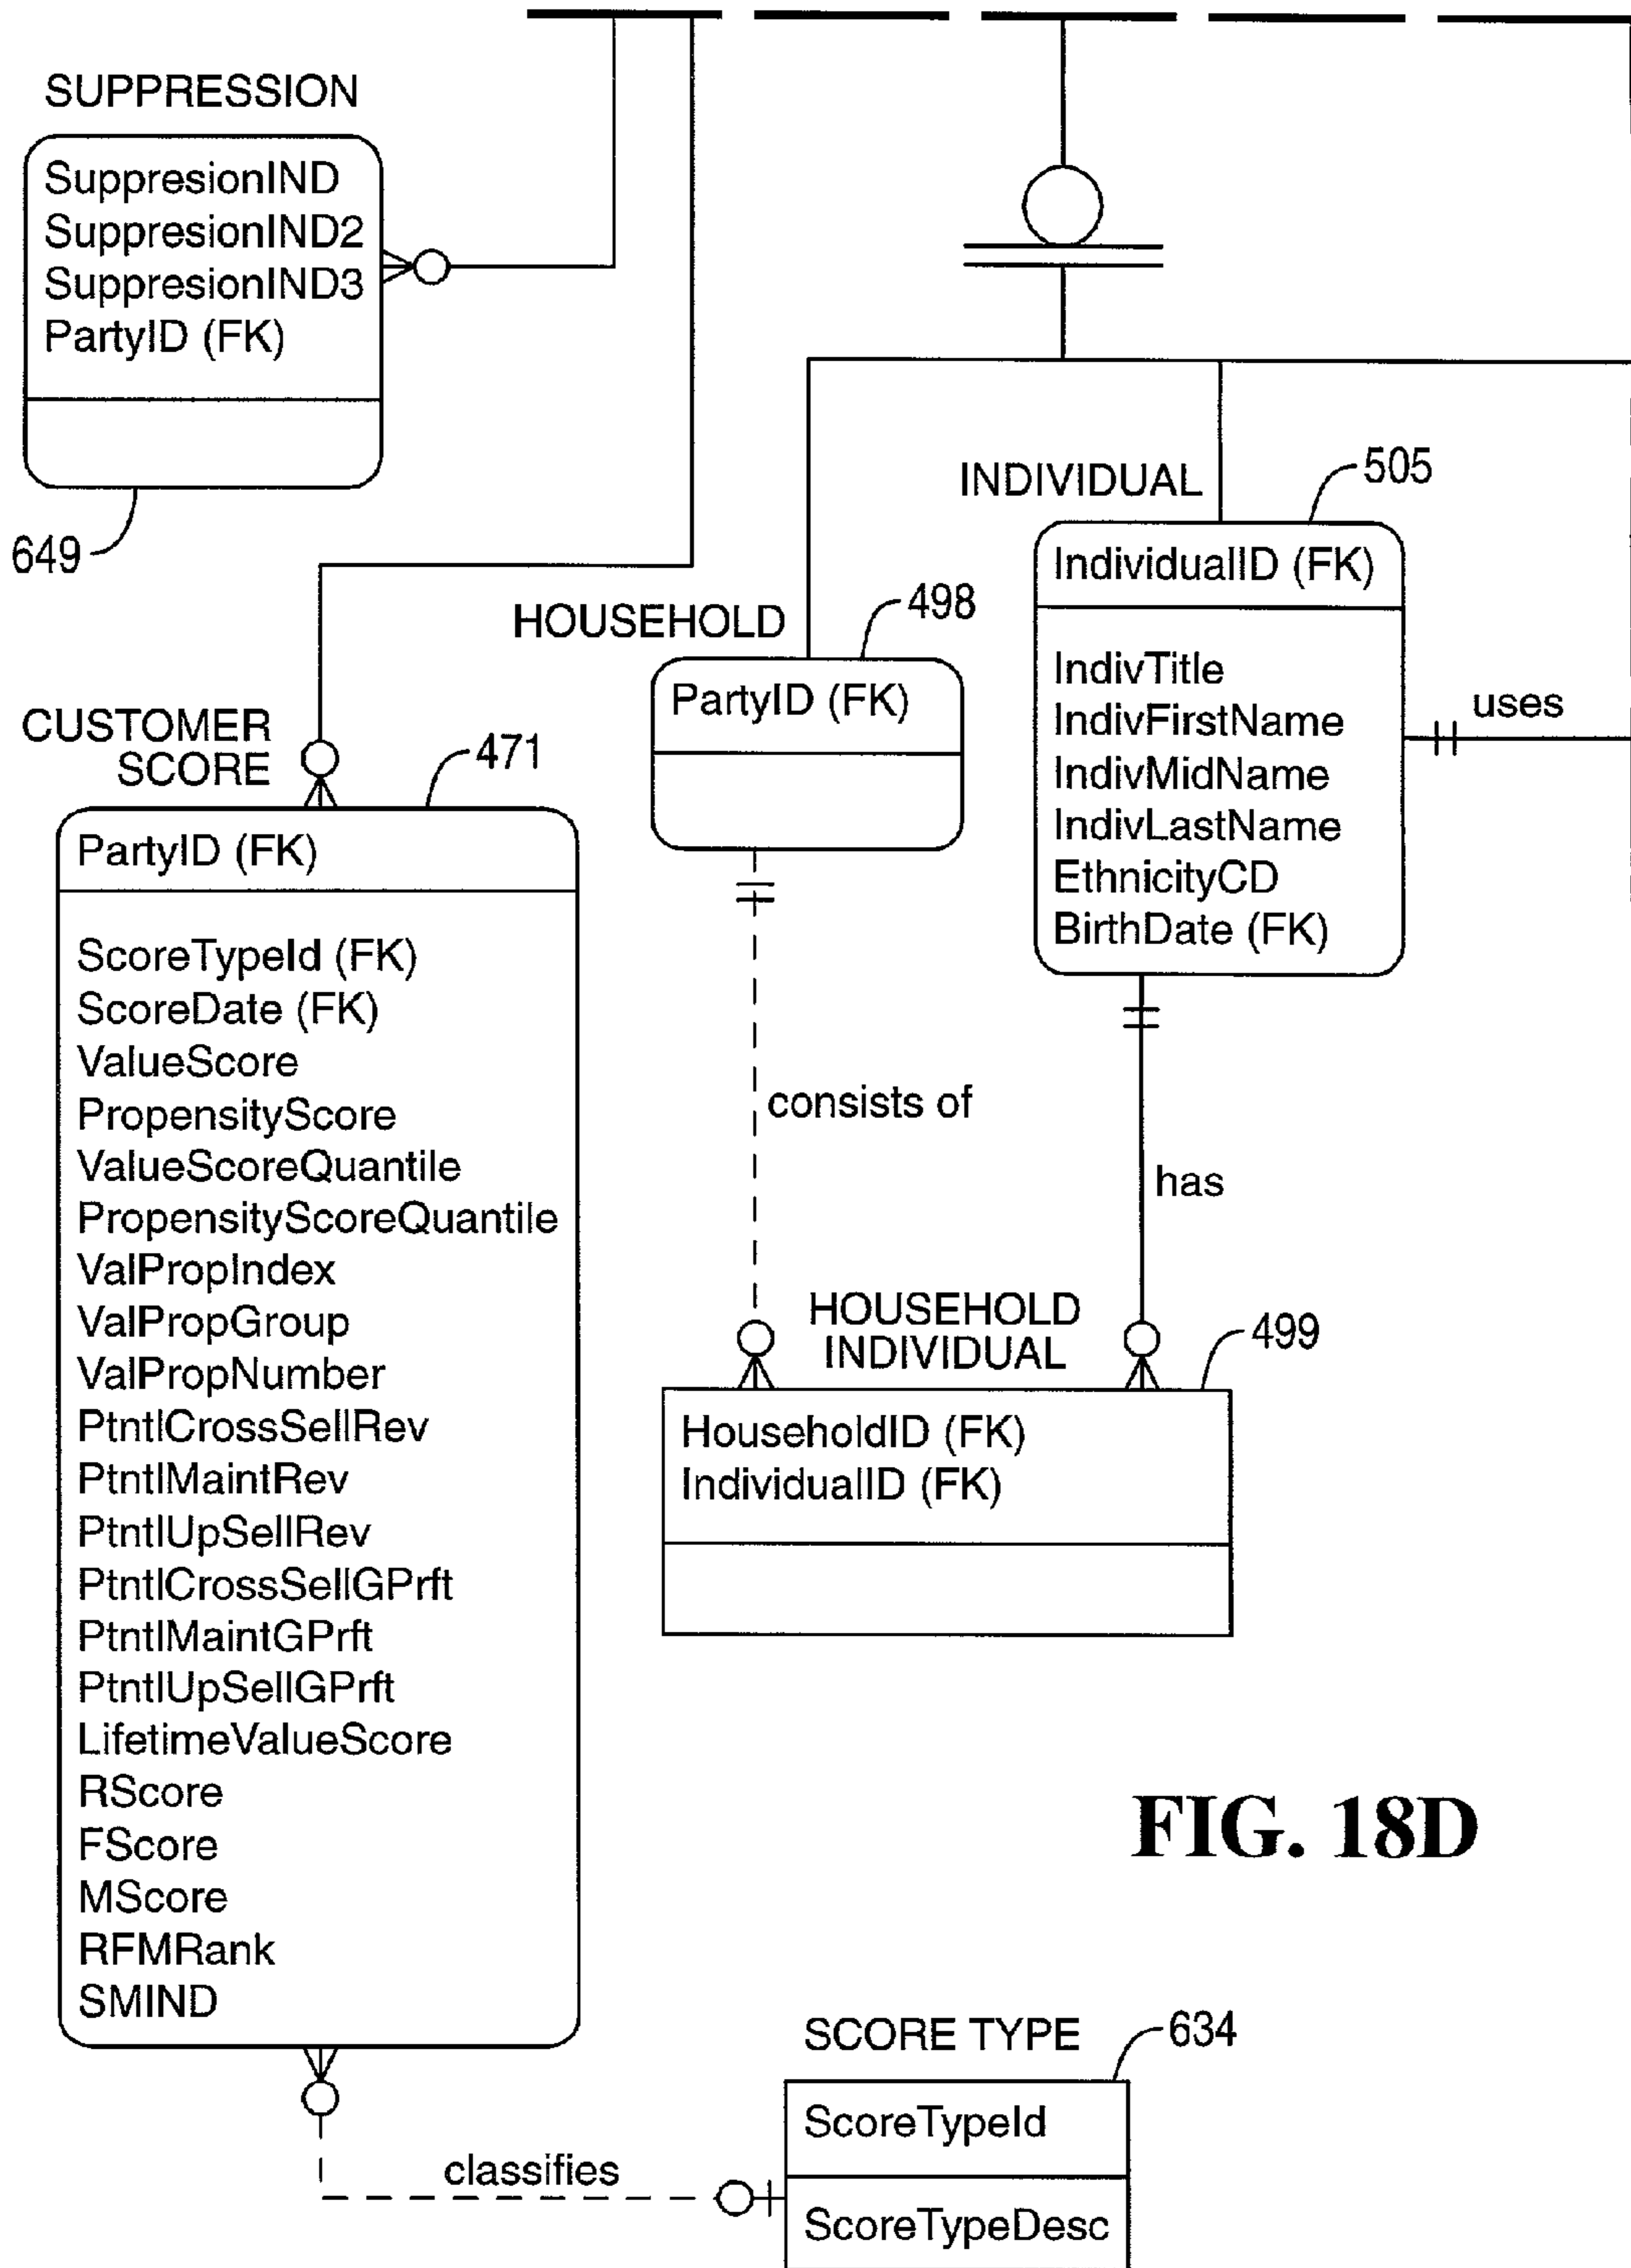 SUPPRESSION
SuppresionIND
SuppresionIND2
SuppresionIND3
PartyID (FK)
649
INDIVIDUAL
505
IndividualID (FK)
IndivTitle
IndivFirstName
IndivMidName
IndivLastName
EthnicityCD
BirthDate (FK)
uses
HOUSEHOLD
498
PartyID (FK)
CUSTOMER
SCORE
471
PartyID (FK)
ScoreTypeId (FK)
ScoreDate (FK)
ValueScore
PropensityScore
ValueScoreQuantile
PropensityScoreQuantile
ValPropIndex
ValPropGroup
ValPropNumber
PtntlCrossSellRev
PtntlMaintRev
PtntlUpSellRev
PtntlCrossSellGPrft
PtntlMaintGPrft
PtntlUpSellGPrft
LifetimeValueScore
RScore
FScore
MScore
RFMRank
SMIND
consists of
has
HOUSEHOLD
INDIVIDUAL
499
HouseholdID (FK)
IndividualID (FK)
FIG. 18D
SCORE TYPE
634
ScoreTypeId
ScoreTypeDesc
classifies